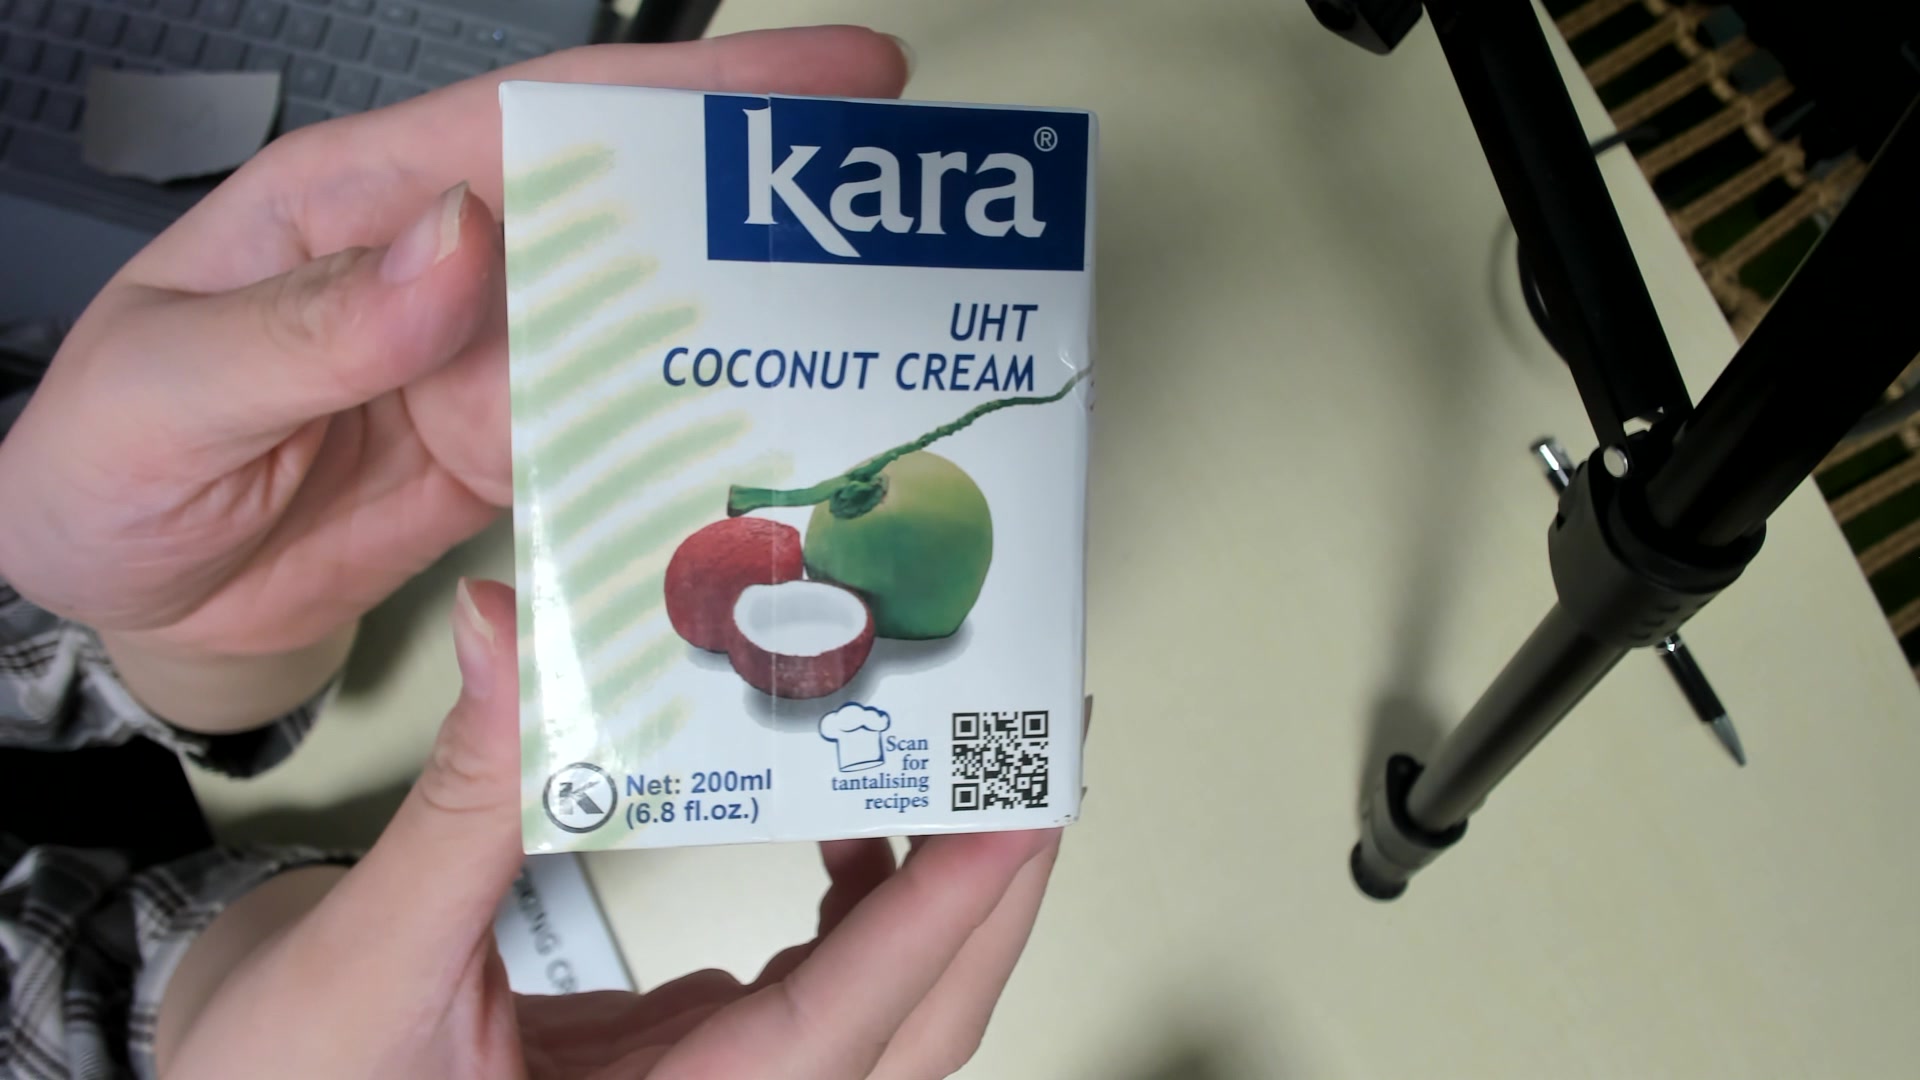 kara®
UHT
COCONUT CREAM
Scan
for
tantalising
recipes
K
Net: 200ml
(6.8 fl.oz.)